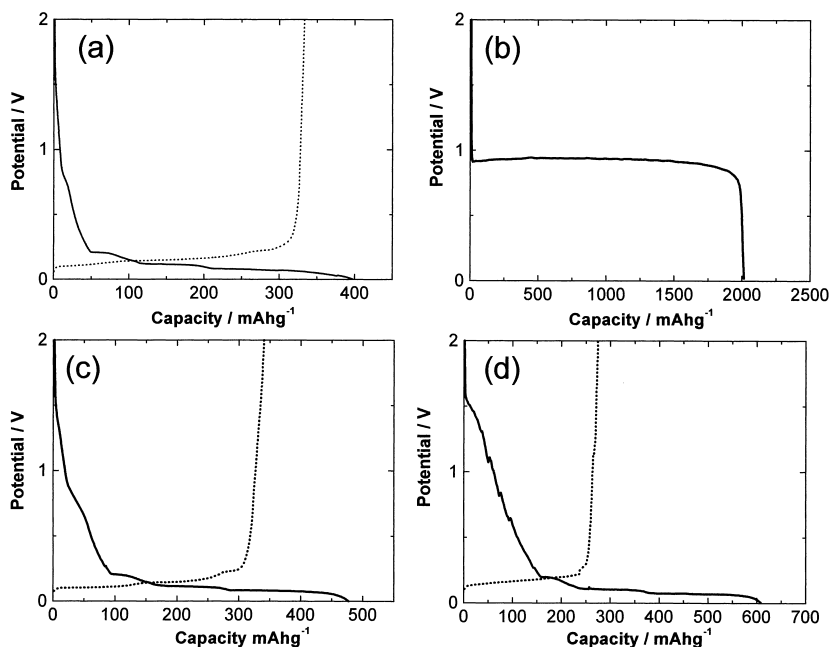 (a)
2
1
0
Potential / V
0 100 200 300 400
Capacity / mAhg-1
(b)
2
1
0
Potential / V
0 500 1000 1500 2000 2500
Capacity / mAhg-1
(c)
2
1
0
Potential / V
0 100 200 300 400 500
Capacity mAhg-1
(d)
2
1
0
Potential / V
0 100 200 300 400 500 600 700
Capacity / mAhg-1